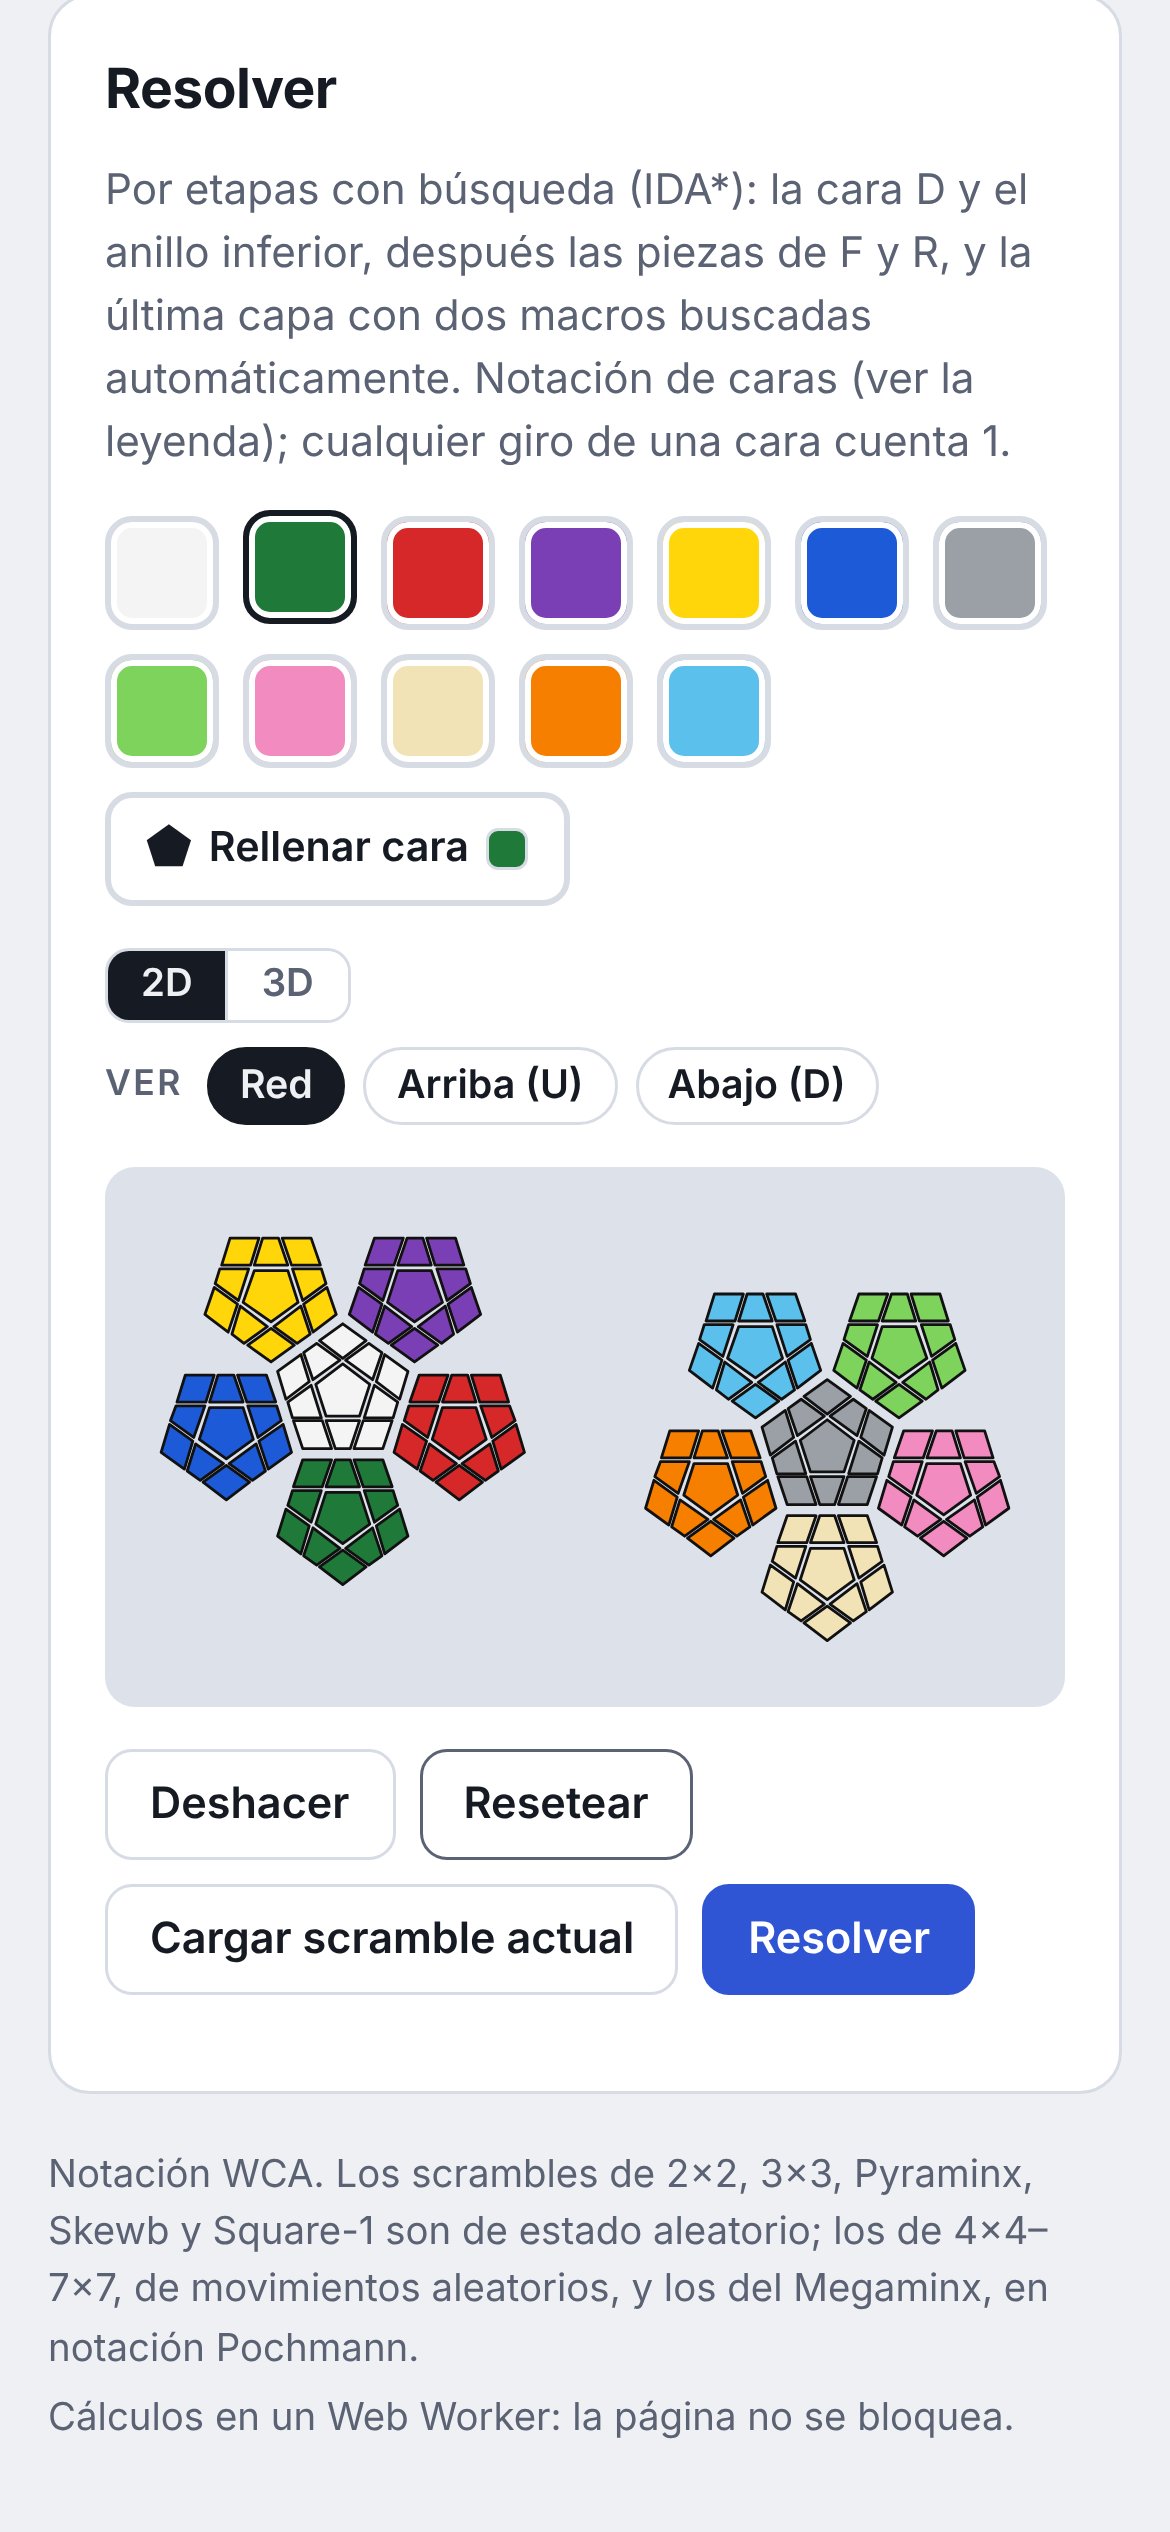 Resolver
Por etapas con búsqueda (IDA*): la cara D y el
anillo inferior, después las piezas de F y R, y la
última capa con dos macros buscadas
automáticamente. Notación de caras (ver la
leyenda); cualquier giro de una cara cuenta 1.
Rellenar cara
2D 3D
VER Red Arriba (U) Abajo (D)
Deshacer Resetear
Cargar scramble actual Resolver
Notación WCA. Los scrambles de 2×2, 3×3, Pyraminx,
Skewb y Square-1 son de estado aleatorio; los de 4×4–
7×7, de movimientos aleatorios, y los del Megaminx, en
notación Pochmann.
Cálculos en un Web Worker: la página no se bloquea.